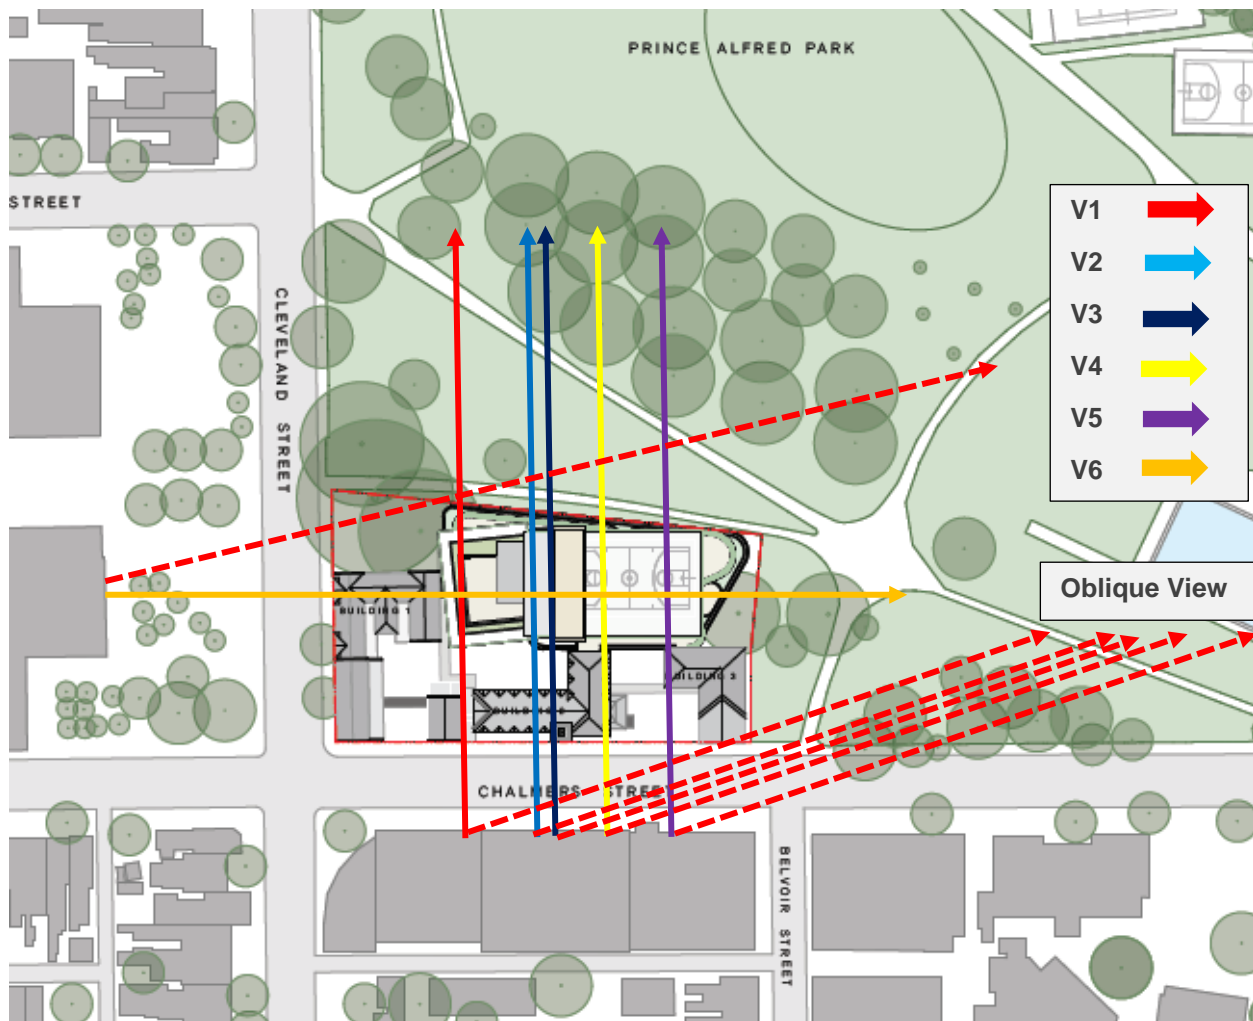 PRINCE ALFRED PARK
STREET
V1
V2
V3
V4
V5
V6
CLEVELAND STREET
Oblique View
BUILDING 1
BUILDING 3
CHALMERS STREET
BELVOIR STREET